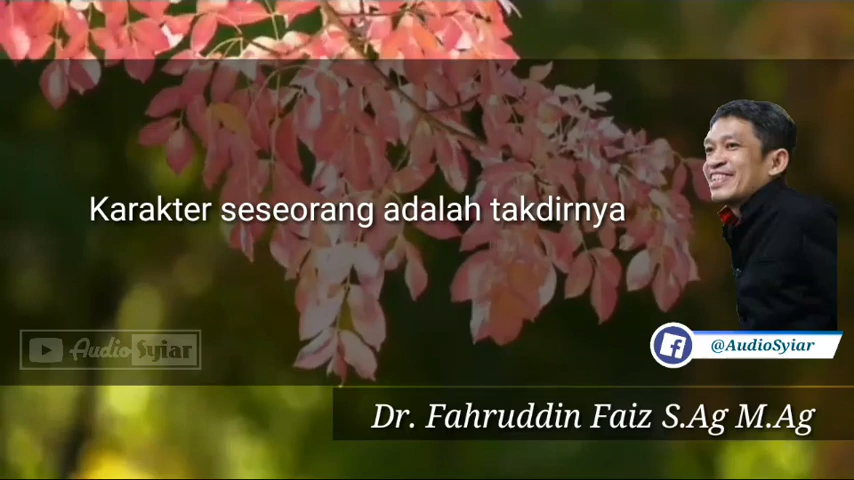 Karakter seseorang adalah takdirnya
Audio Syiar
@AudioSyiar
Dr. Fahruddin Faiz S.Ag M.Ag